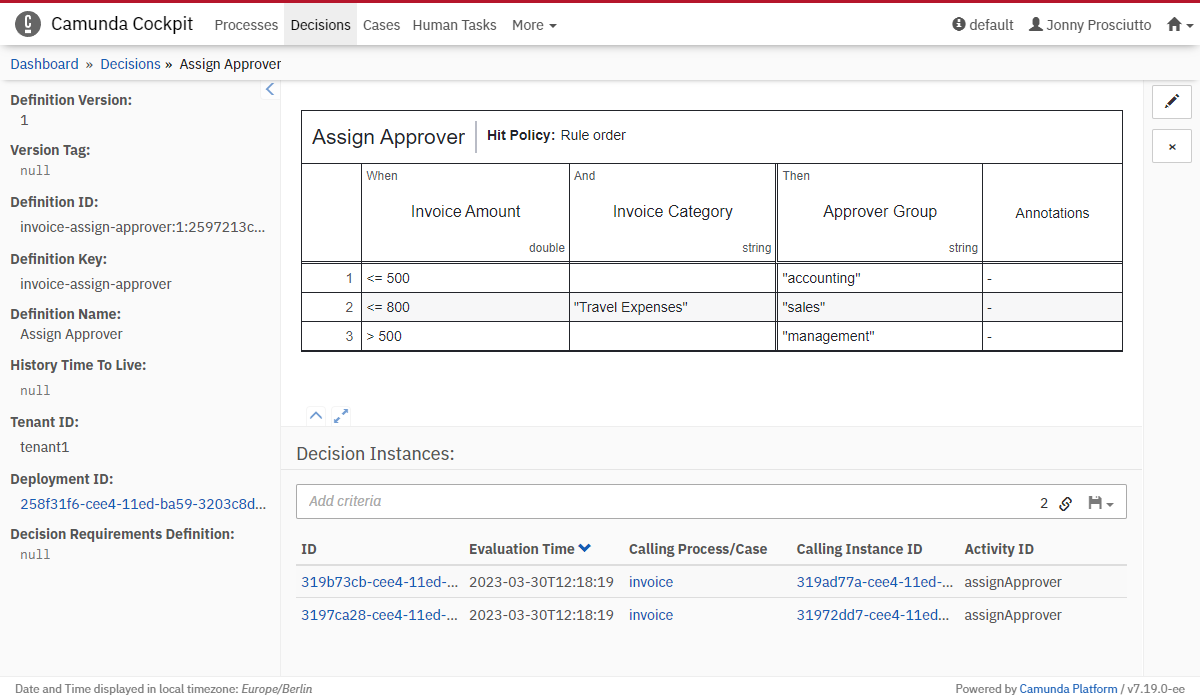 Camunda Cockpit Processes Decisions Cases Human Tasks More default Jonny Prosciutto
Dashboard » Decisions » Assign Approver
Definition Version:
1
Version Tag:
null
Definition ID:
invoice-assign-approver:1:2597213c...
Definition Key:
invoice-assign-approver
Definition Name:
Assign Approver
History Time To Live:
null
Tenant ID:
tenant1
Deployment ID:
258f31f6-cee4-11ed-ba59-3203c8d...
Decision Requirements Definition:
null
Assign Approver Hit Policy: Rule order
When And Then
Invoice Amount Invoice Category Approver Group Annotations
double string string
1 <= 500 "accounting" -
2 <= 800 "Travel Expenses" "sales" -
3 > 500 "management" -
Decision Instances:
Add criteria 2
ID Evaluation Time Calling Process/Case Calling Instance ID Activity ID
319b73cb-cee4-11ed-... 2023-03-30T12:18:19 invoice 319ad77a-cee4-11ed-... assignApprover
3197ca28-cee4-11ed-... 2023-03-30T12:18:19 invoice 31972dd7-cee4-11ed... assignApprover
Date and Time displayed in local timezone: Europe/Berlin Powered by Camunda Platform / v7.19.0-ee